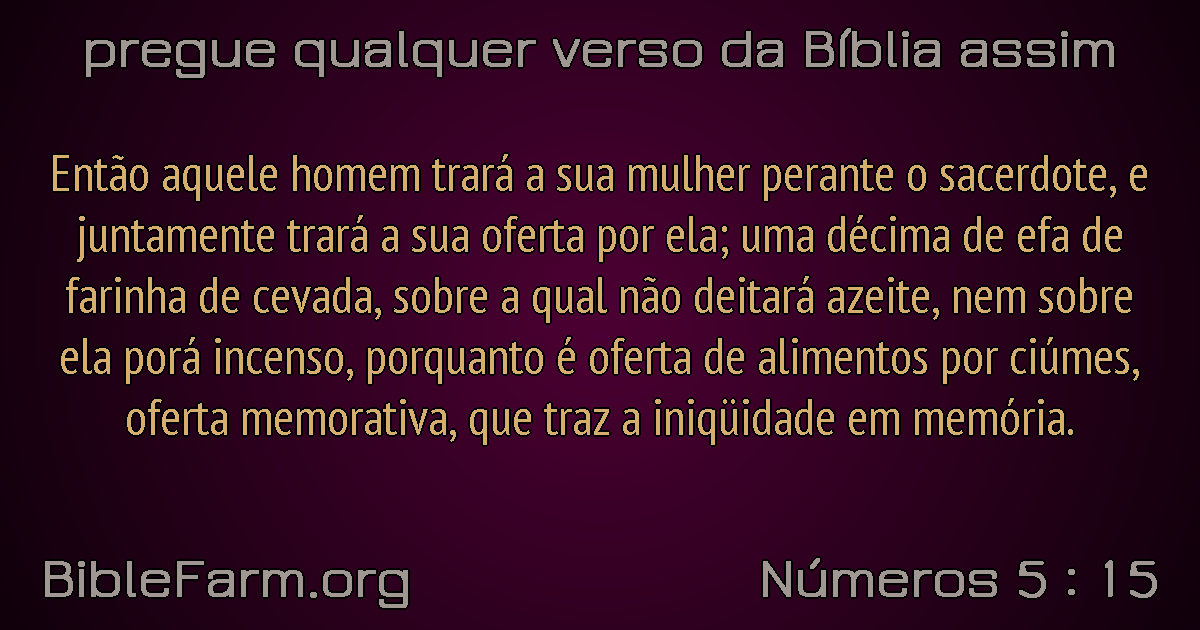 pregue qualquer verso da Bíblia assim
Então aquele homem trará a sua mulher perante o sacerdote, e
juntamente trará a sua oferta por ela; uma décima de efa de
farinha de cevada, sobre a qual não deitará azeite, nem sobre
ela porá incenso, porquanto é oferta de alimentos por ciúmes,
oferta memorativa, que traz a iniqüidade em memória.
BibleFarm.org
Números 5 : 15